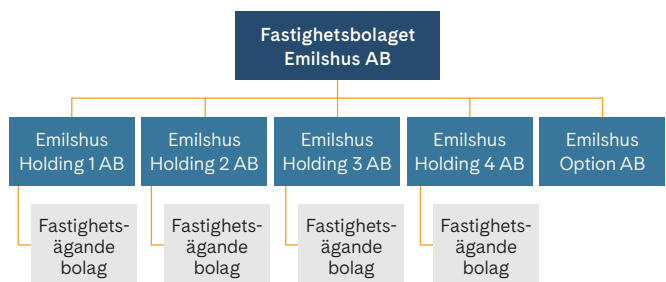 Fastighetsbolaget
Emilshus AB
Emilshus
Holding 1 AB
Emilshus
Holding 2 AB
Emilshus
Holding 3 AB
Emilshus
Holding 4 AB
Emilshus
Option AB
Fastighets-
ägande
bolag
Fastighets-
ägande
bolag
Fastighets-
ägande
bolag
Fastighets-
ägande
bolag